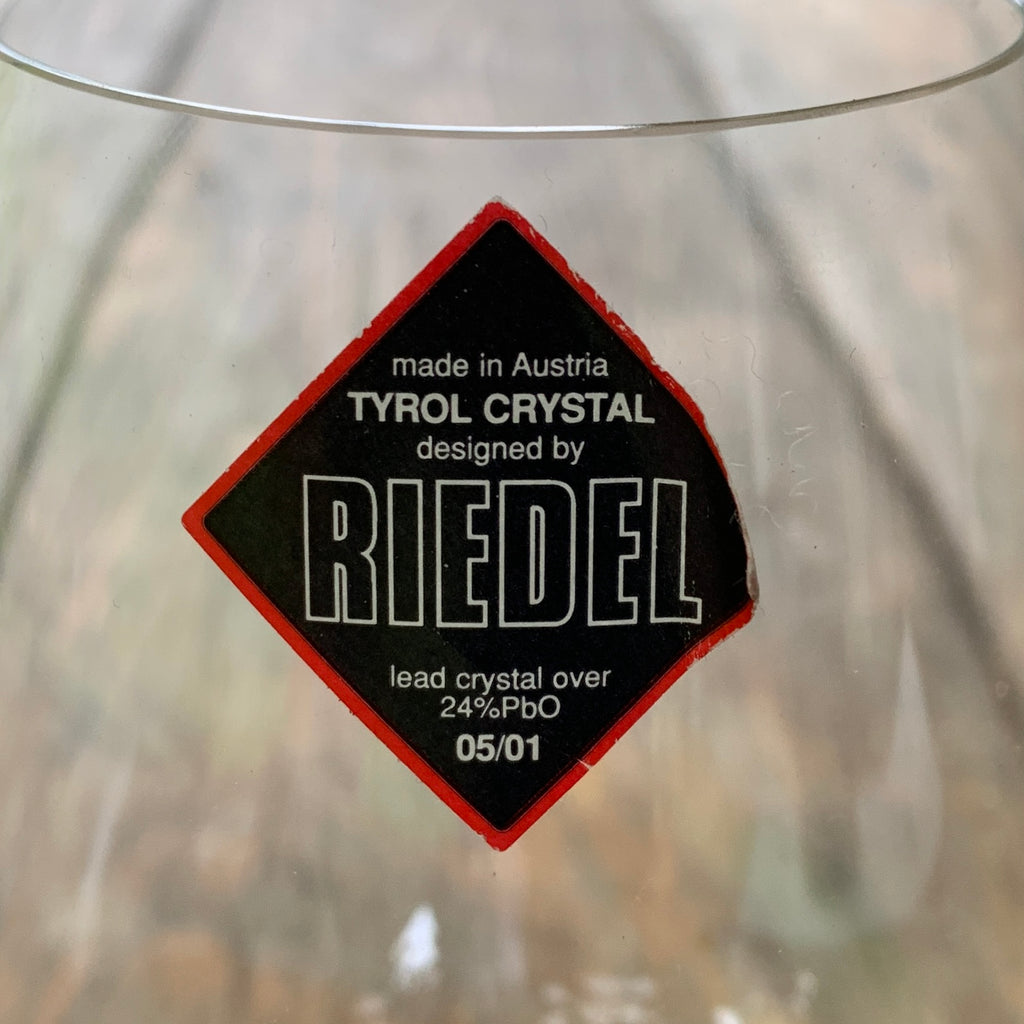 made in Austria
TYROL CRYSTAL
designed by
RIEDEL
lead crystal over
24%PbO
05/01